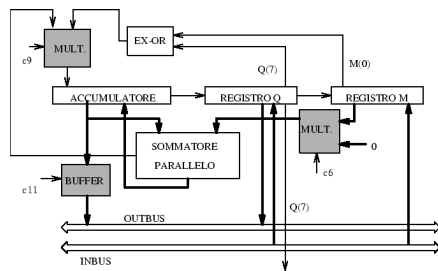 MULT.
EX-OR
c9
Q(7)
M(0)
ACCUMULATORE
REGISTRO Q
REGISTRO M
MULT.
SOMMATORE
PARALLELO
0
c6
BUFFER
c11
Q(7)
OUTBUS
INBUS